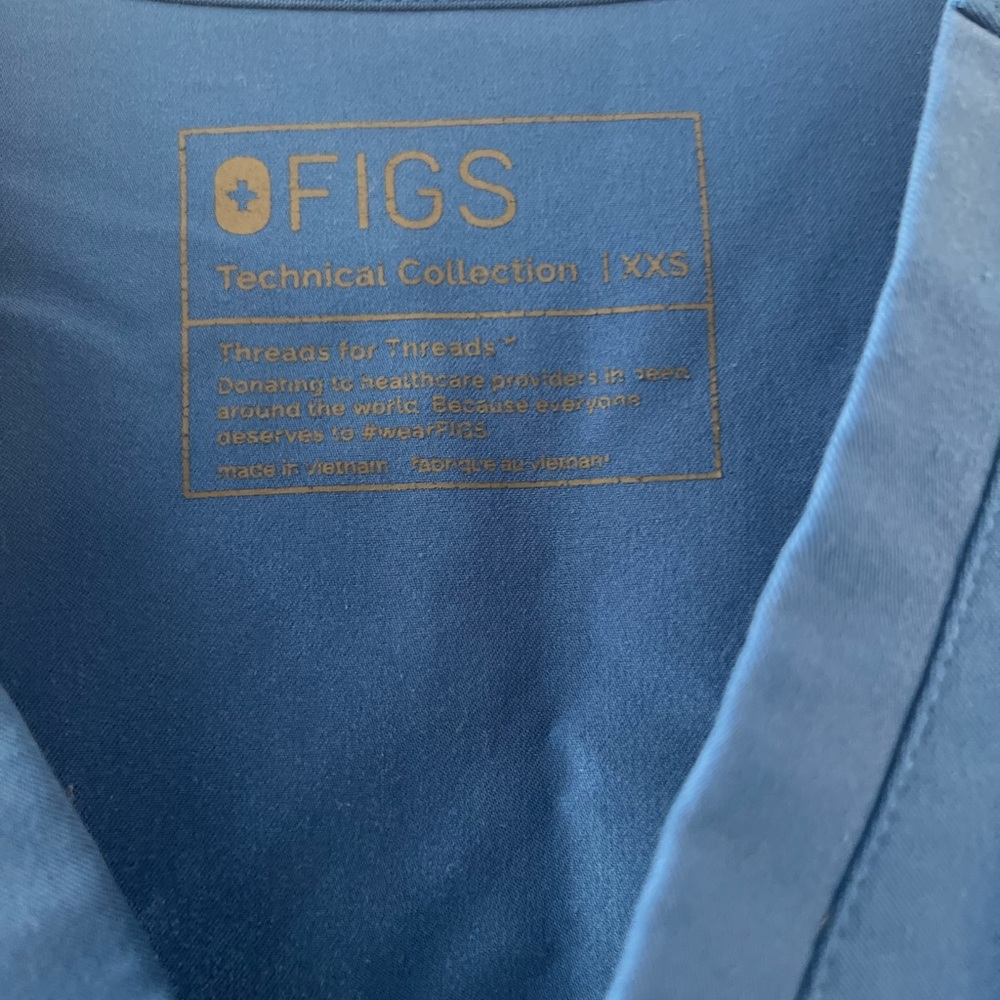 FIGS
Technical Collection | XXS
Threads for Threads™
Donating to healthcare providers in need
around the world. Because everyone
deserves to #wearFIGS
made in vietnam fabriqué au vietnam